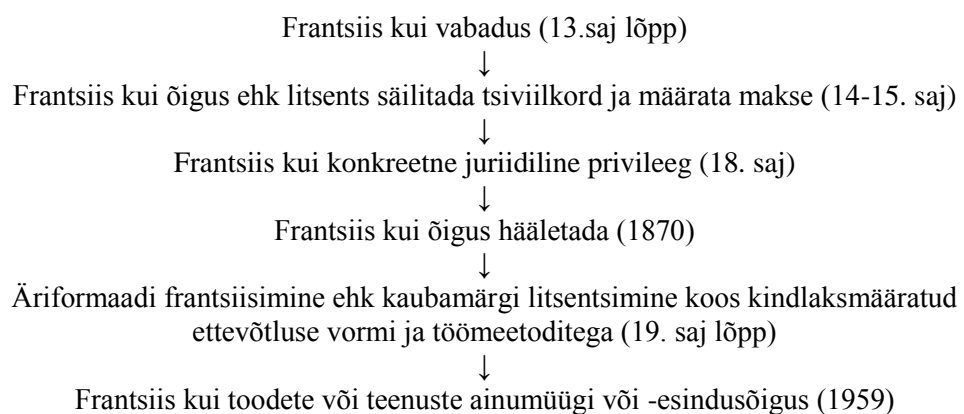 Frantsiis kui vabadus (13.saj lõpp)
↓
Frantsiis kui õigus ehk litsents säilitada tsiviilkord ja määrata makse (14-15. saj)
↓
Frantsiis kui konkreetne juriidiline privileeg (18. saj)
↓
Frantsiis kui õigus hääletada (1870)
↓
Äriformaadi frantsiisimine ehk kaubamärgi litsentsimine koos kindlaksmääratud
ettevõtluse vormi ja töömeetoditega (19. saj lõpp)
↓
Frantsiis kui toodete või teenuste ainumüügi või -esindusõigus (1959)